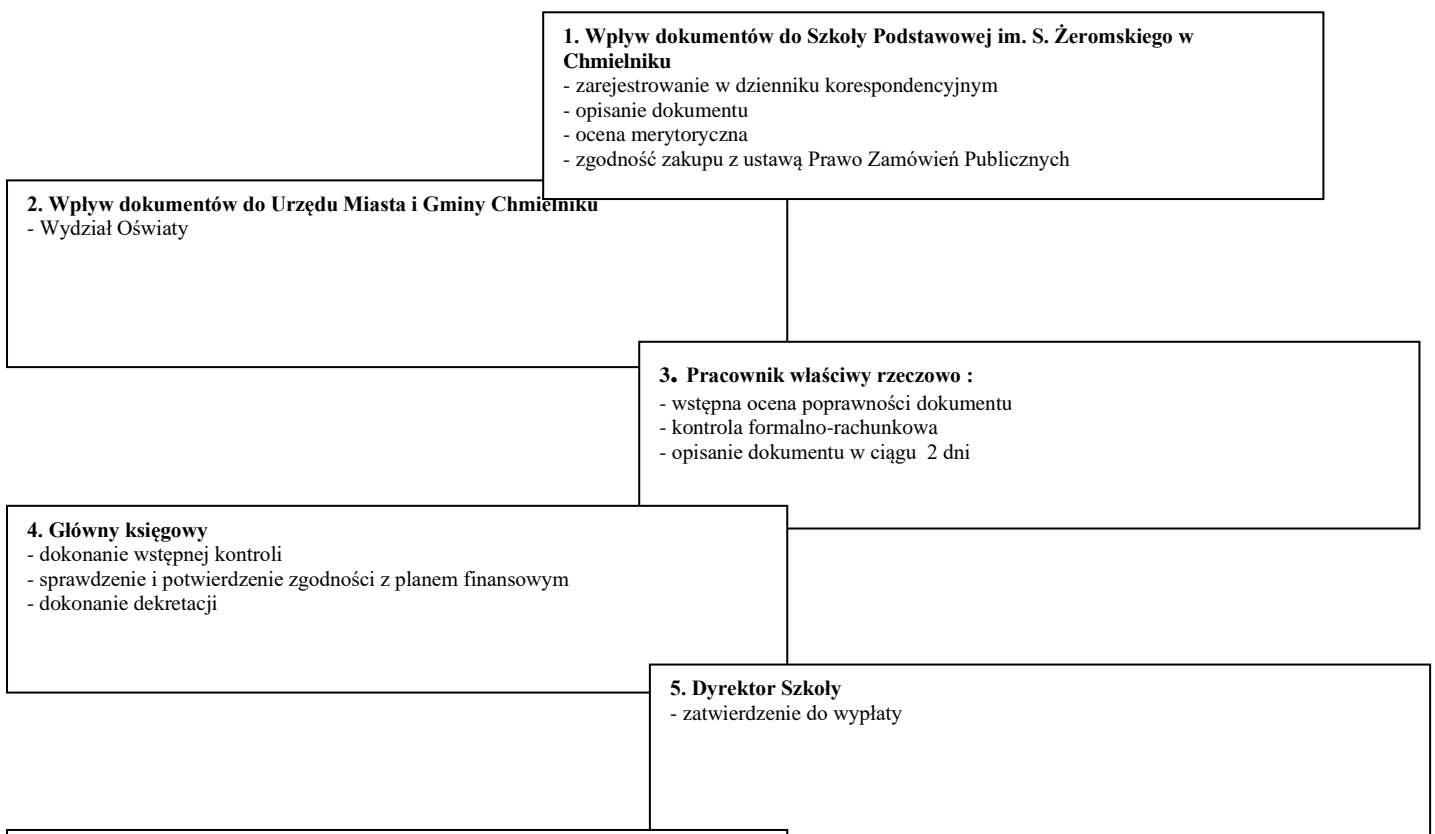 1. Wpływ dokumentów do Szkoły Podstawowej im. S. Żeromskiego w
Chmielniku
- zarejestrowanie w dzienniku korespondencyjnym
- opisanie dokumentu
- ocena merytoryczna
- zgodność zakupu z ustawą Prawo Zamówień Publicznych
2. Wpływ dokumentów do Urzędu Miasta i Gminy Chmielniku
- Wydział Oświaty
3. Pracownik właściwy rzeczowo :
- wstępna ocena poprawności dokumentu
- kontrola formalno-rachunkowa
- opisanie dokumentu w ciągu  2 dni
4. Główny księgowy
- dokonanie wstępnej kontroli
- sprawdzenie i potwierdzenie zgodności z planem finansowym
- dokonanie dekretacji
5. Dyrektor Szkoły
- zatwierdzenie do wypłaty